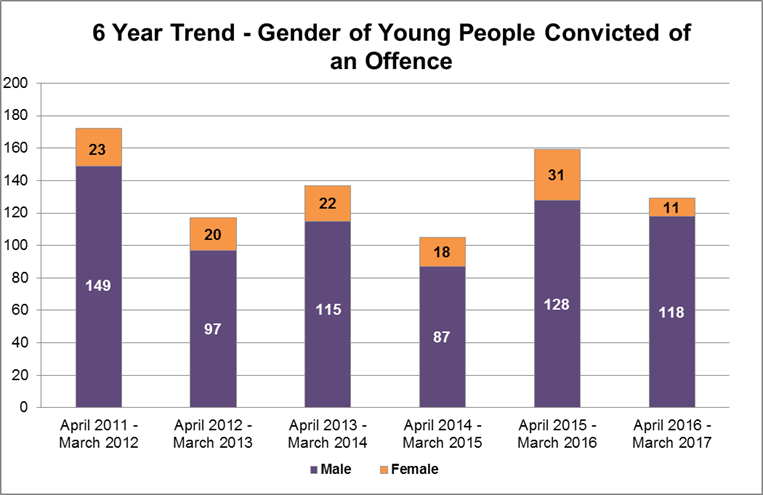 6 Year Trend - Gender of Young People Convicted of
an Offence
200
180
160
140
120
100
80
60
40
20
0
23
149
20
97
22
115
18
87
31
128
11
118
April 2011 -
March 2012
April 2012 -
March 2013
April 2013 -
March 2014
April 2014 -
March 2015
April 2015 -
March 2016
April 2016 -
March 2017
Male
Female